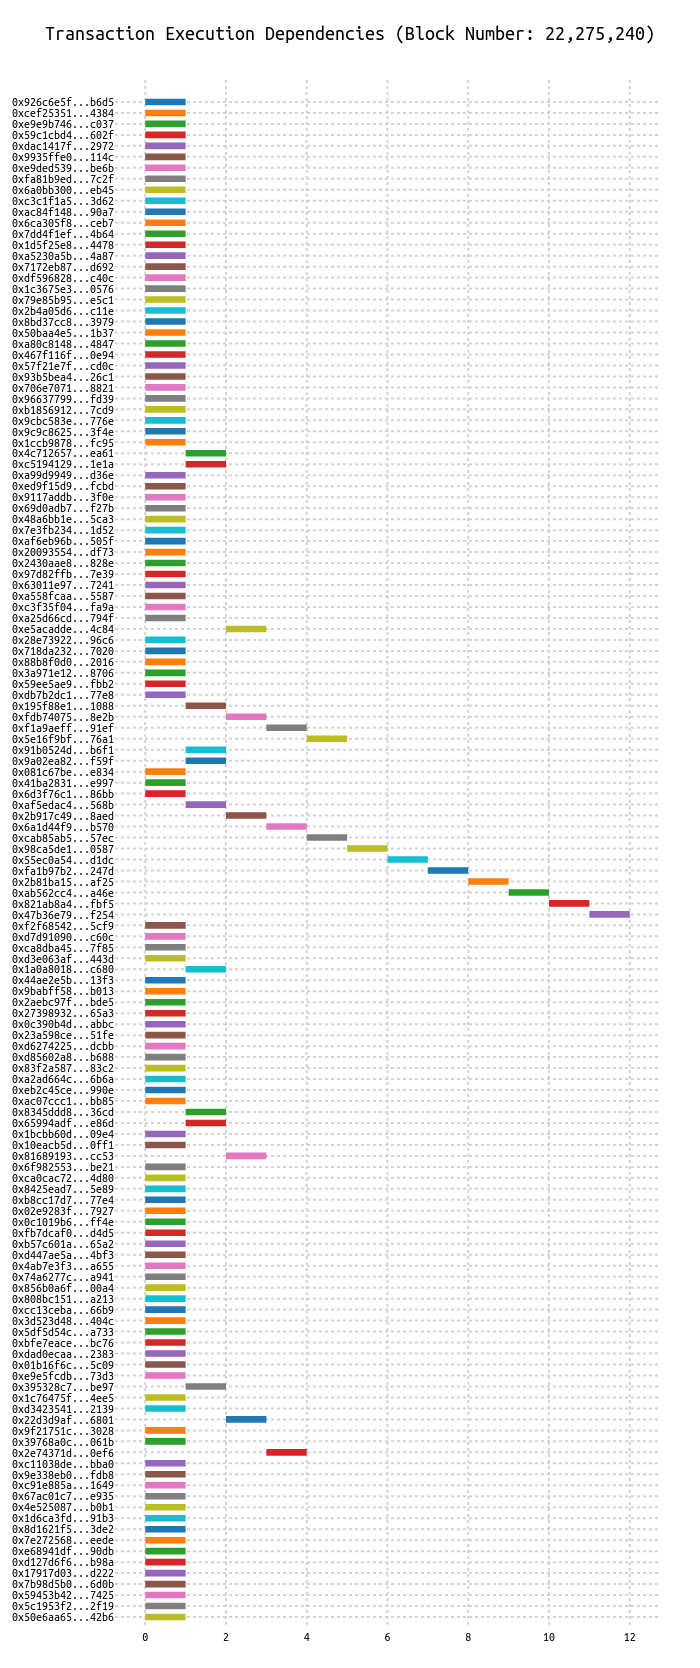 Transaction Execution Dependencies (Block Number: 22,275,240)
0x926c6e5f...b6d5
0xcef25351...4384
0xe9e9b746...c037
0x59c1cbd4...602f
0xdac1417f...2972
0x9935ffe0...114c
0xe9ded539...be6b
0xfa81b9ed...7c2f
0x6a0bb300...eb45
0xc3c1f1a5...3d62
0xac84f148...90a7
0x6ca305f8...ceb7
0x7dd4f1ef...4b64
0x1d5f25e8...4478
0xa5230a5b...4a87
0x7172eb87...d692
0xdf596828...c40c
0x1c3675e3...0576
0x79e85b95...e5c1
0x2b4a05d6...c11e
0x8bd37cc8...3979
0x50baa4e5...1b37
0xa80c8148...4847
0x467f116f...0e94
0x57f21e7f...cd0c
0x93b5bea4...26c1
0x706e7071...8821
0x96637799...fd39
0xb1856912...7cd9
0x9cbc583e...776e
0x9c9c8625...3f4e
0x1ccb9878...fc95
0x4c712657...ea61
0xc5194129...1e1a
0xa99d9949...d36e
0xed9f15d9...fcbd
0x9117addb...3f0e
0x69d0adb7...f27b
0x48a6bb1e...5ca3
0x7e3fb234...1d52
0xaf6eb96b...505f
0x20093554...df73
0x2430aae8...828e
0x97d82ffb...7e39
0x63011e97...7241
0xa558fcaa...5587
0xc3f35f04...fa9a
0xa25d66cd...794f
0xe5acadde...4c84
0x28e73922...96c6
0x718da232...7020
0x88b8f0d0...2016
0x3a971e12...8706
0x59ee5ae9...fbb2
0xdb7b2dc1...77e8
0x195f88e1...1088
0xfdb74075...8e2b
0xf1a9aeff...91ef
0x5e16f9bf...76a1
0x91b0524d...b6f1
0x9a02ea82...f59f
0x081c67be...e834
0x41ba2831...e997
0x6d3f76c1...86bb
0xaf5edac4...568b
0x2b917c49...8aed
0x6a1d44f9...b570
0xcab85ab5...57ec
0x98ca5de1...0587
0x55ec0a54...d1dc
0xfa1b97b2...247d
0x2b81ba15...af25
0xab562cc4...a46e
0x821ab8a4...fbf5
0x47b36e79...f254
0xf2f68542...5cf9
0xd7d91090...c60c
0xca8dba45...7f85
0xd3e063af...443d
0x1a0a8018...c680
0x44ae2e5b...13f3
0x9babff58...b013
0x2aebc97f...bde5
0x27398932...65a3
0x0c390b4d...abbc
0x23a598ce...51fe
0xd6274225...dcbb
0xd85602a8...b688
0x83f2a587...83c2
0xa2ad664c...6b6a
0xeb2c45ce...990e
0xac07ccc1...bb85
0x8345ddd8...36cd
0x65994adf...e86d
0x1bcbb60d...09e4
0x10eacb5d...0ff1
0x81689193...cc53
0x6f982553...be21
0xca0cac72...4d80
0x8425ead7...5e89
0xb8cc17d7...77e4
0x02e9283f...7927
0x0c1019b6...ff4e
0xfb7dcaf0...d4d5
0xb57c601a...65a2
0xd447ae5a...4bf3
0x4ab7e3f3...a655
0x74a6277c...a941
0x856b0a6f...00a4
0x808bc151...a213
0xcc13ceba...66b9
0x3d523d48...404c
0x5df5d54c...a733
0xbfe7eace...bc76
0xdad0ecaa...2383
0x01b16f6c...5c09
0xe9e5fcdb...73d3
0x395328c7...be97
0x1c76475f...4ee5
0xd3423541...2139
0x22d3d9af...6801
0x9f21751c...3028
0x39768a0c...061b
0x2e74371d...0ef6
0xc11038de...bba0
0x9e338eb0...fdb8
0xc91e885a...1649
0x67ac01c7...e935
0x4e525087...b0b1
0x1d6ca3fd...91b3
0x8d1621f5...3de2
0x7e272568...eede
0xe68941df...90db
0xd127d6f6...b98a
0x17917d03...d222
0x7b98d5b0...6d0b
0x59453b42...7425
0x5c1953f2...2f19
0x50e6aa65...42b6
0 2 4 6 8 10 12